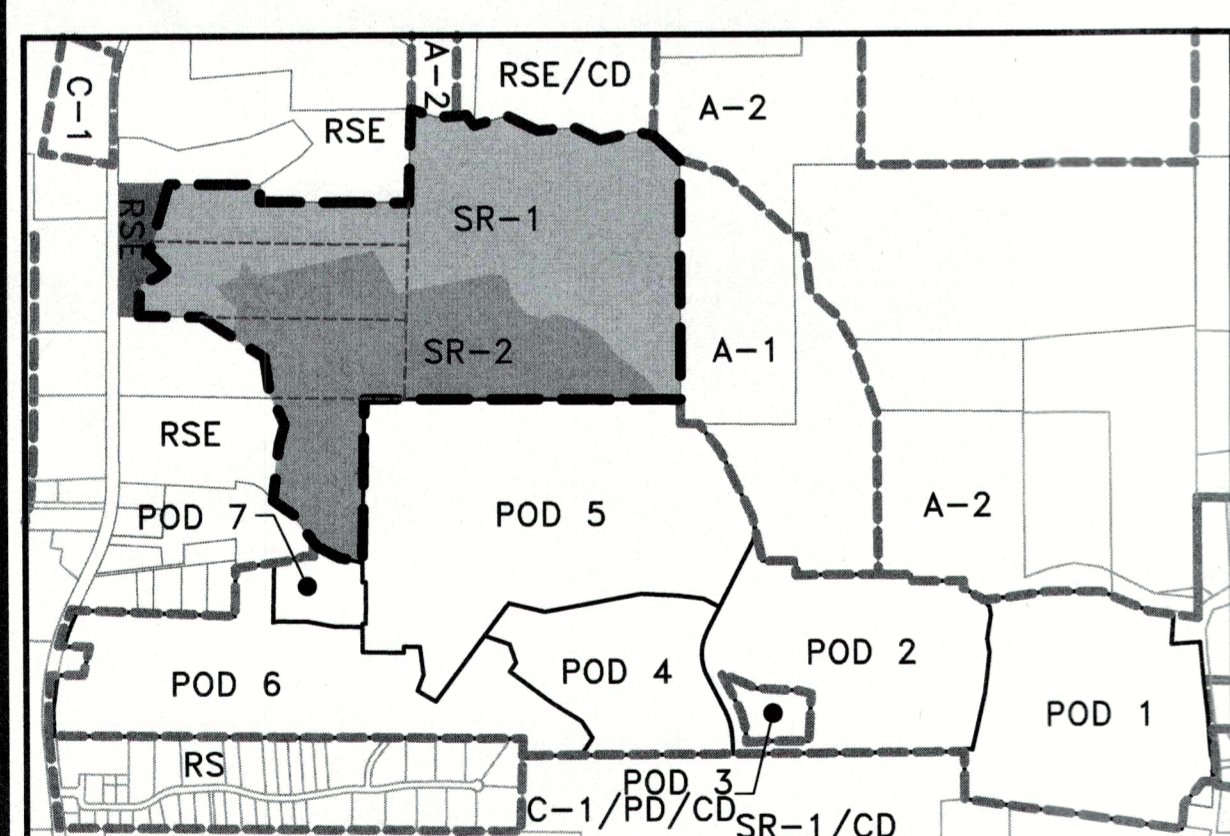 C-1
A-2
RSE/CD
A-2
RSE
RSE
SR-1
SR-2
A-1
RSE
POD 7
POD 5
A-2
POD 6
POD 4
POD 2
POD 1
RS
POD 3
C-1/PD/CD
SR-1/CD